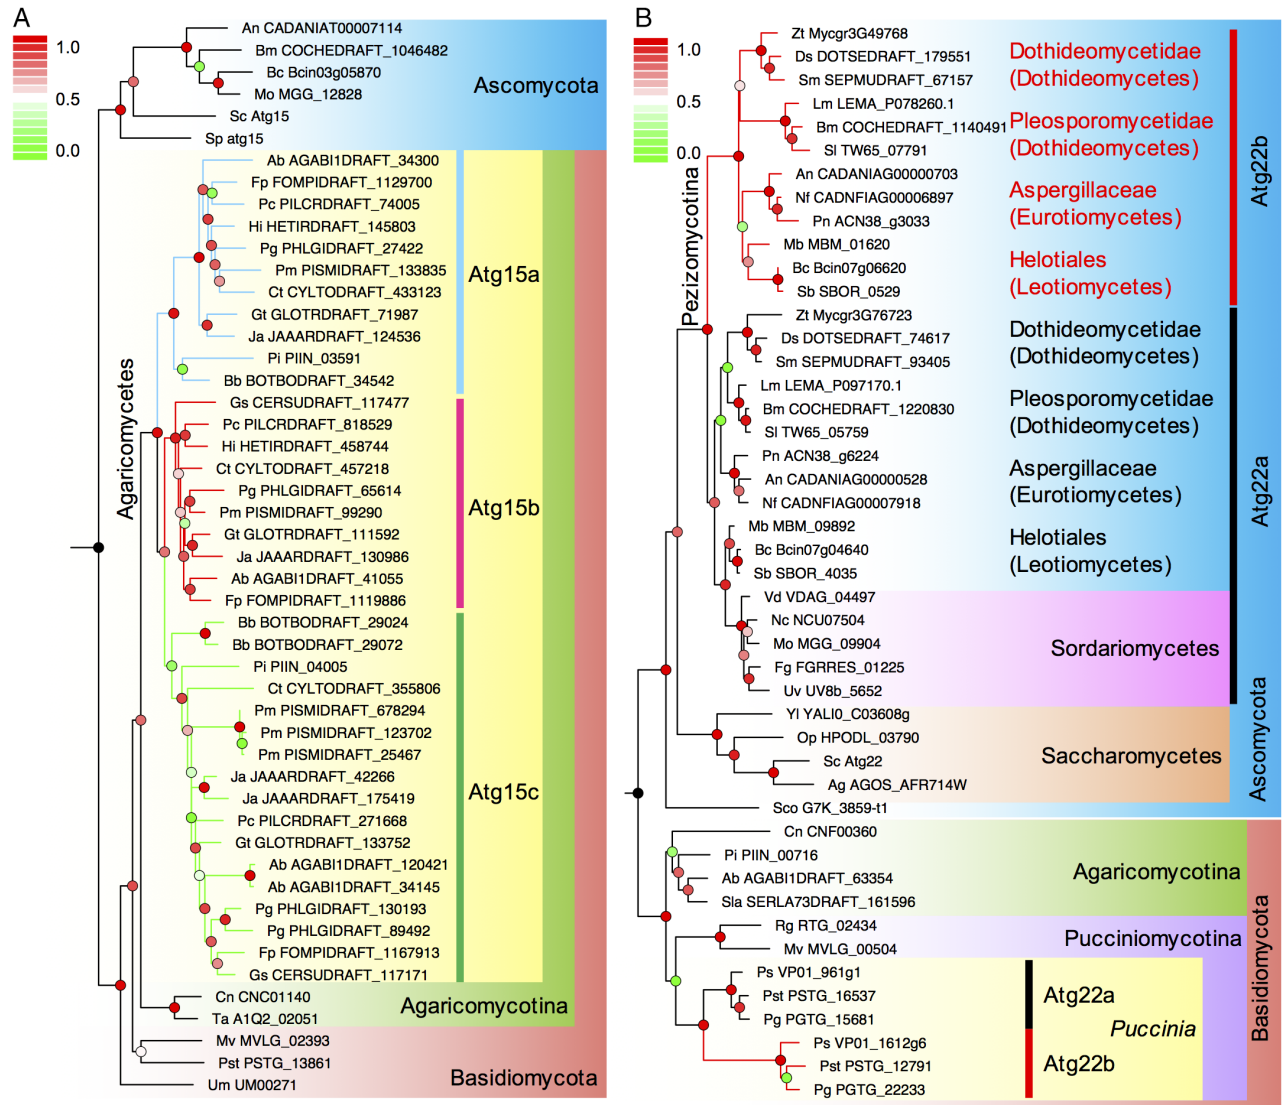 A
1.0
0.5
0.0
An CADANIAT00007114
Bm COCHEDRAFT_1046482
Bc Bcin03g05870
Mo MGG_12828
Sc Atg15
Sp atg15
Ascomycota
Ab AGABI1DRAFT_34300
Fp FOMPIDRAFT_1129700
Pc PILCRDRAFT_74005
Hi HETIRDRAFT_145803
Pg PHLGIDRAFT_27422
Pm PISMIDRAFT_133835
Ct CYLTODRAFT_433123
Gt GLOTRDRAFT_71987
Ja JAAARDRAFT_124536
Pi PIIN_03591
Bb BOTBODRAFT_34542
Atg15a
Agaricomycetes
Gs CERSUDRAFT_117477
Pc PILCRDRAFT_818529
Hi HETIRDRAFT_458744
Ct CYLTODRAFT_457218
Pg PHLGIDRAFT_65614
Pm PISMIDRAFT_99290
Gt GLOTRDRAFT_111592
Ja JAAARDRAFT_130986
Ab AGABI1DRAFT_41055
Fp FOMPIDRAFT_1119886
Atg15b
Bb BOTBODRAFT_29024
Bb BOTBODRAFT_29072
Pi PIIN_04005
Ct CYLTODRAFT_355806
Pm PISMIDRAFT_678294
Pm PISMIDRAFT_123702
Pm PISMIDRAFT_25467
Ja JAAARDRAFT_42266
Ja JAAARDRAFT_175419
Pc PILCRDRAFT_271668
Gt GLOTRDRAFT_133752
Ab AGABI1DRAFT_120421
Ab AGABI1DRAFT_34145
Pg PHLGIDRAFT_130193
Pg PHLGIDRAFT_89492
Fp FOMPIDRAFT_1167913
Gs CERSUDRAFT_117171
Atg15c
Cn CNC01140
Ta A1Q2_02051
Agaricomycotina
Mv MVLG_02393
Pst PSTG_13861
Um UM00271
Basidiomycota
B
1.0
0.5
0.0
Zt Mycgr3G49768
Ds DOTSEDRAFT_179551
Sm SEPMUDRAFT_67157
Dothideomycetidae
(Dothideomycetes)
Lm LEMA_P078260.1
Bm COCHEDRAFT_1140491
Sl TW65_07791
Pleosporomycetidae
(Dothideomycetes)
An CADANIAG00000703
Nf CADNFIAG00006897
Pn ACN38_g3033
Aspergillaceae
(Eurotiomycetes)
Mb MBM_01620
Bc Bcin07g06620
Sb SBOR_0529
Helotiales
(Leotiomycetes)
Atg22b
Pezizomycotina
Zt Mycgr3G76723
Ds DOTSEDRAFT_74617
Sm SEPMUDRAFT_93405
Dothideomycetidae
(Dothideomycetes)
Lm LEMA_P097170.1
Bm COCHEDRAFT_1220830
Sl TW65_05759
Pleosporomycetidae
(Dothideomycetes)
Pn ACN38_g6224
An CADANIAG00000528
Nf CADNFIAG00007918
Aspergillaceae
(Eurotiomycetes)
Mb MBM_09892
Bc Bcin07g04640
Sb SBOR_4035
Helotiales
(Leotiomycetes)
Atg22a
Vd VDAG_04497
Nc NCU07504
Mo MGG_09904
Fg FGRRES_01225
Uv UV8b_5652
Sordariomycetes
Yl YALI0_C03608g
Op HPODL_03790
Sc Atg22
Ag AGOS_AFR714W
Saccharomycetes
Sco G7K_3859-t1
Ascomycota
Cn CNF00360
Pi PIIN_00716
Ab AGABI1DRAFT_63354
Sla SERLA73DRAFT_161596
Agaricomycotina
Rg RTG_02434
Mv MVLG_00504
Pucciniomycotina
Ps VP01_961g1
Pst PSTG_16537
Pg PGTG_15681
Atg22a
Puccinia
Ps VP01_1612g6
Pst PSTG_12791
Pg PGTG_22233
Atg22b
Basidiomycota